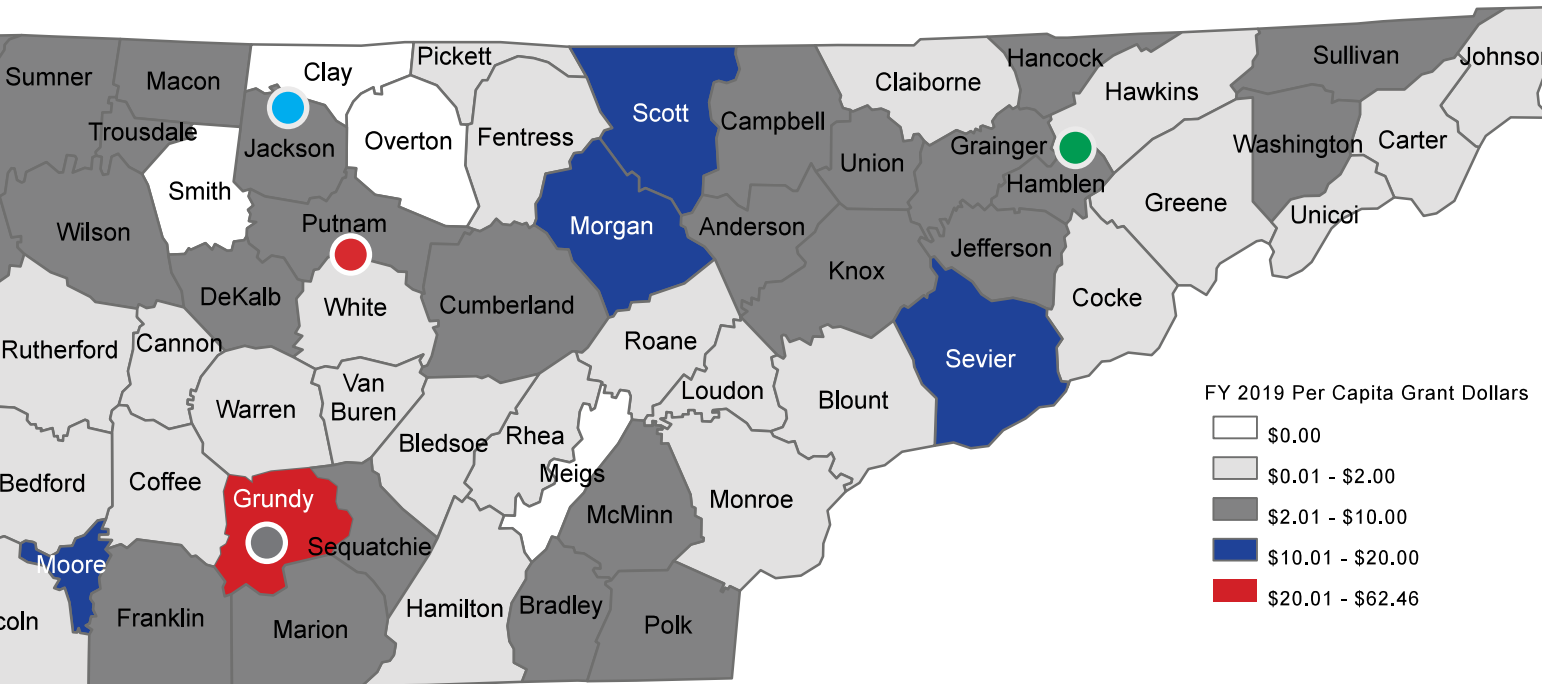 Pickett
Clay
Sumner
Macon
Hancock
Sullivan
Johnson
Claiborne
Hawkins
Scott
Campbell
Trousdale
Jackson
Overton
Fentress
Union
Grainger
Washington
Carter
Smith
Hamblen
Greene
Unicoi
Putnam
Wilson
Morgan
Anderson
Jefferson
Knox
DeKalb
White
Cumberland
Cocke
Rutherford
Cannon
Roane
Sevier
Van
Buren
Loudon
Blount
Warren
Bledsoe
Rhea
Meigs
Bedford
Coffee
Grundy
Monroe
McMinn
Sequatchie
Moore
coln
Franklin
Marion
Hamilton
Bradley
Polk
FY 2019 Per Capita Grant Dollars
$0.00
$0.01 - $2.00
$2.01 - $10.00
$10.01 - $20.00
$20.01 - $62.46